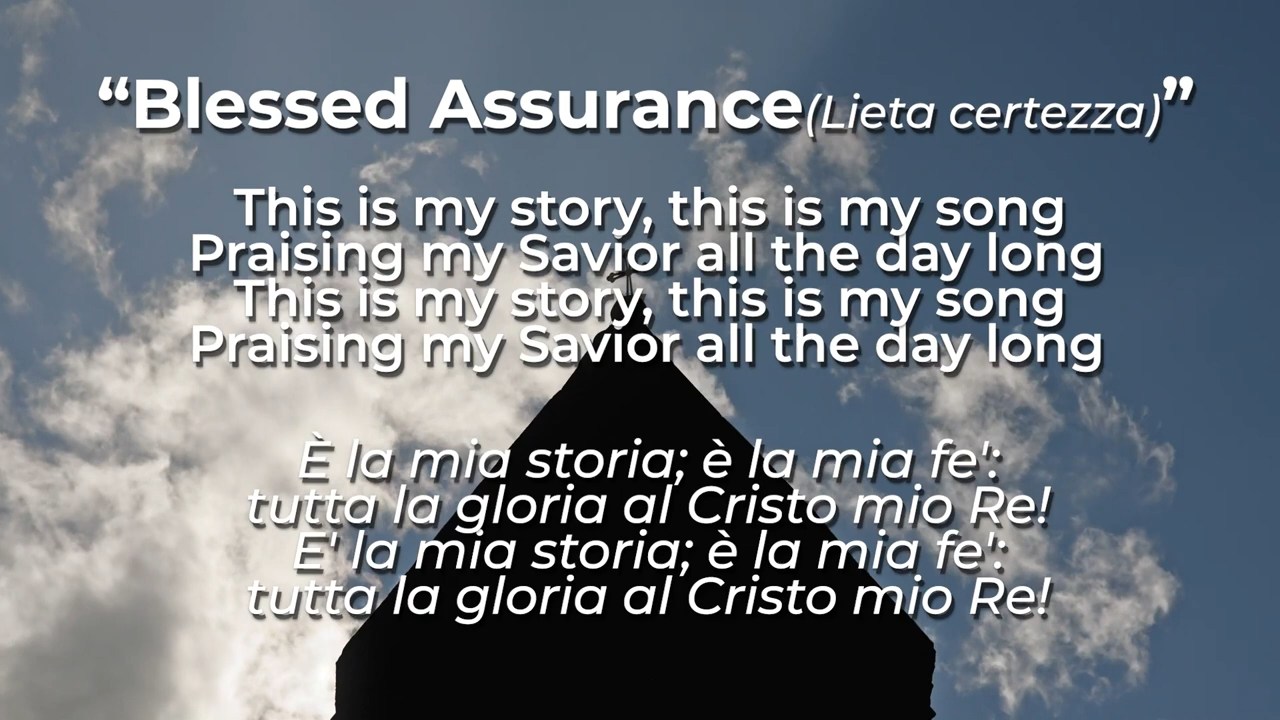 “Blessed Assurance(Lieta certezza)”
This is my story, this is my song
Praising my Savior all the day long
This is my story, this is my song
Praising my Savior all the day long
È la mia storia; è la mia fe':
tutta la gloria al Cristo mio Re!
E' la mia storia; è la mia fe':
tutta la gloria al Cristo mio Re!